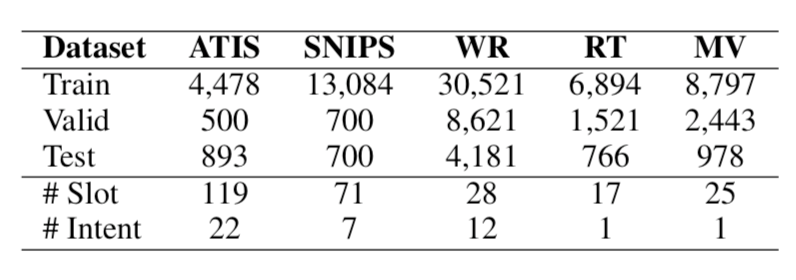 Dataset ATIS SNIPS WR RT MV
Train 4,478 13,084 30,521 6,894 8,797
Valid 500 700 8,621 1,521 2,443
Test 893 700 4,181 766 978
# Slot 119 71 28 17 25
# Intent 22 7 12 1 1